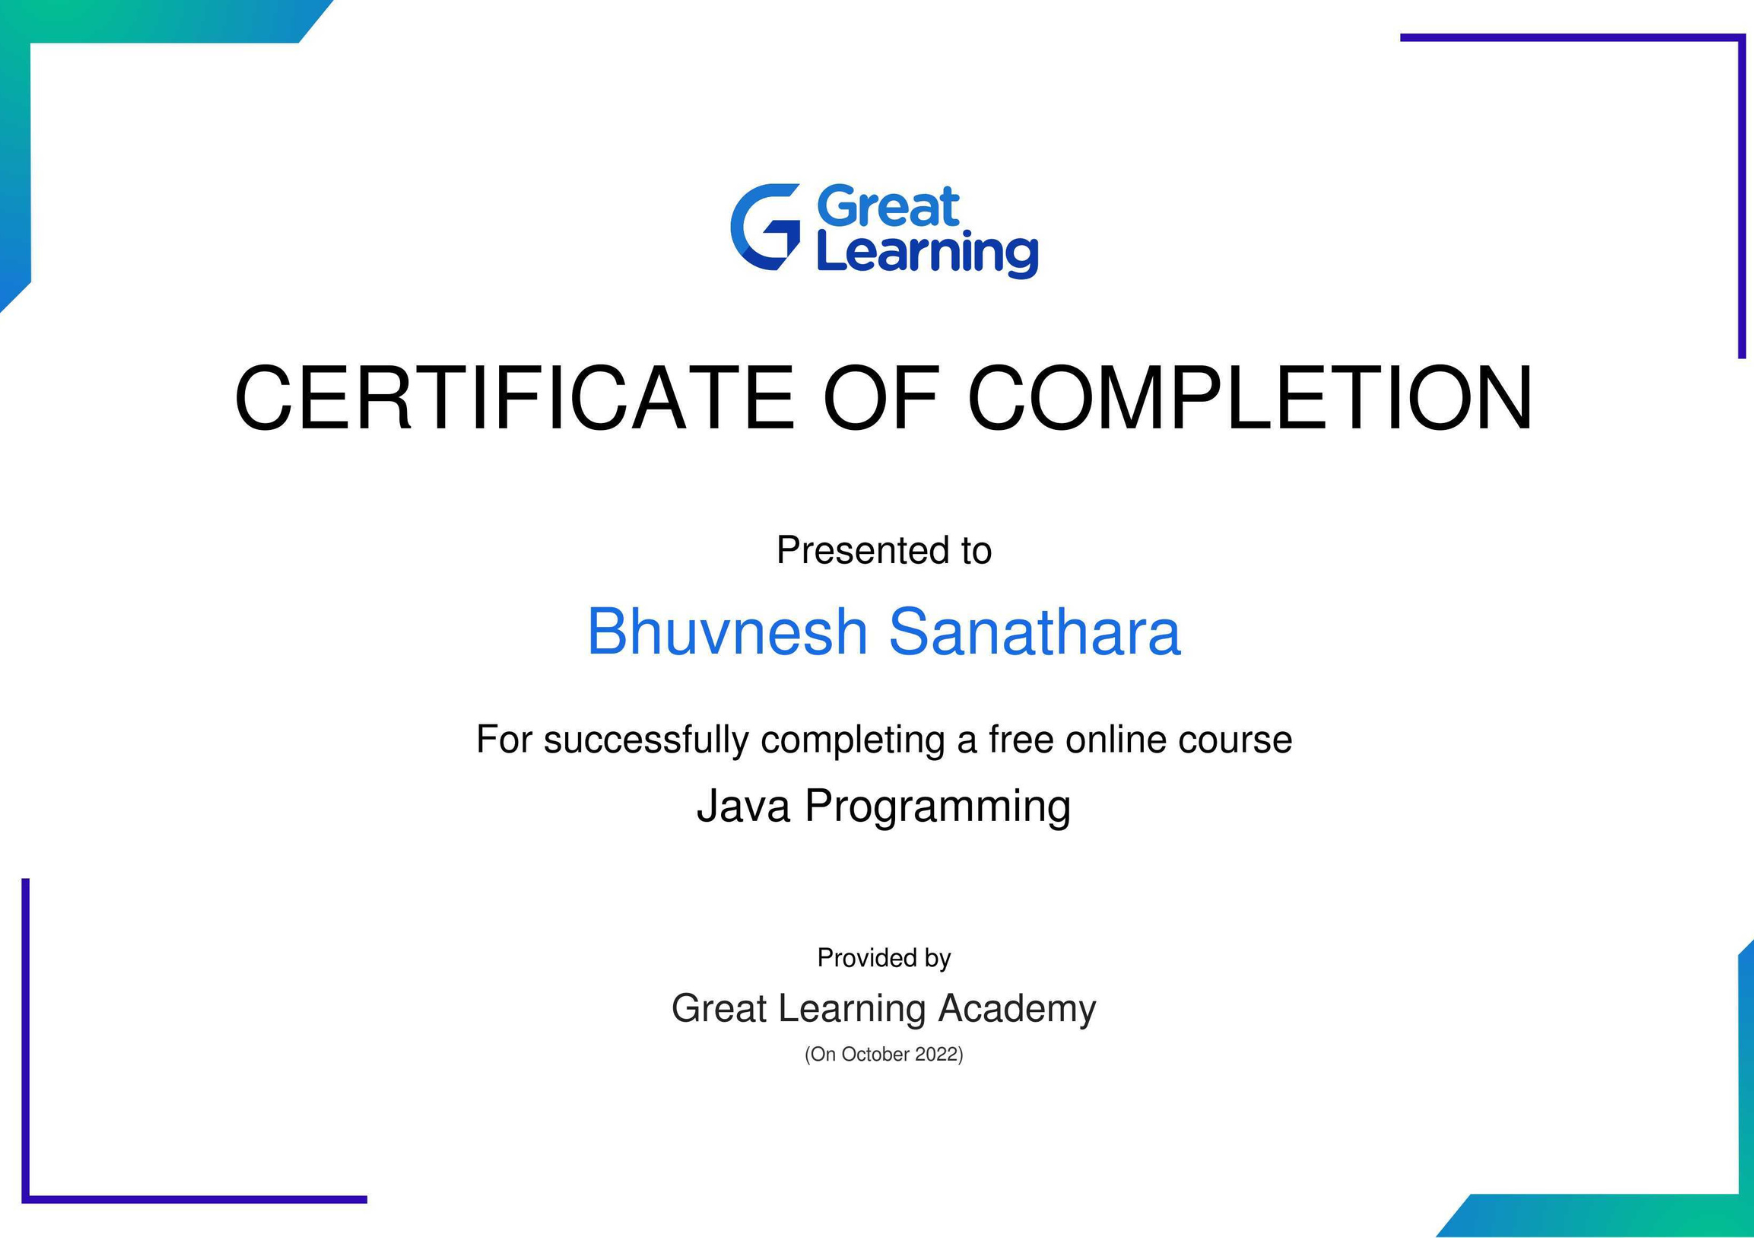 Great
Learning
CERTIFICATE OF COMPLETION
Presented to
Bhuvnesh Sanathara
For successfully completing a free online course
Java Programming
Provided by
Great Learning Academy
(On October 2022)